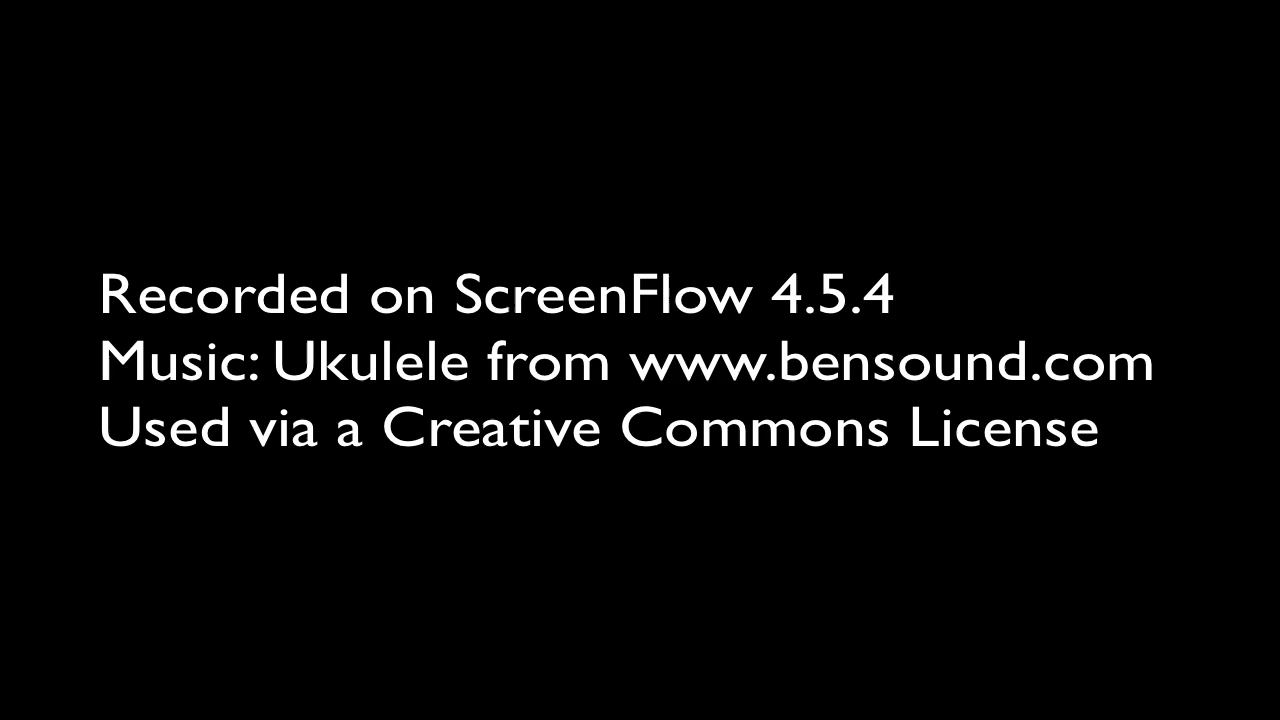 Recorded on ScreenFlow 4.5.4
Music: Ukulele from www.bensound.com
Used via a Creative Commons License